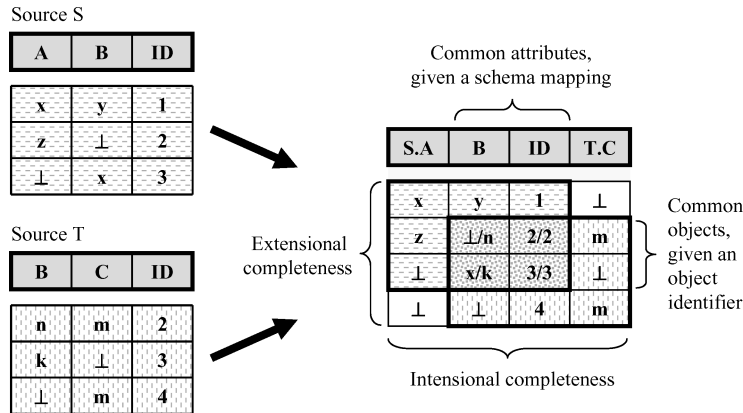 Source S
A B ID
x y 1
z ⊥ 2
⊥ x 3
Source T
B C ID
n m 2
k ⊥ 3
⊥ m 4
Common attributes,
given a schema mapping
S.A B ID T.C
x y 1 ⊥
z ⊥/n 2/2 m
⊥ x/k 3/3 ⊥
⊥ ⊥ 4 m
Extensional
completeness
Common
objects,
given an
object
identifier
Intensional completeness